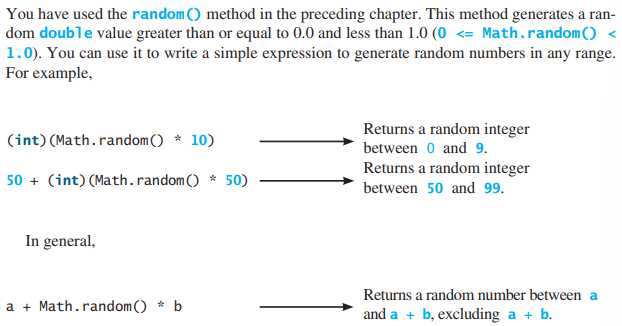 You have used the random() method in the preceding chapter. This method generates a ran-
dom double value greater than or equal to 0.0 and less than 1.0 (0 <= Math.random() <
1.0). You can use it to write a simple expression to generate random numbers in any range.
For example,
(int)(Math.random() * 10)
Returns a random integer
between 0 and 9.
50 + (int)(Math.random() * 50)
Returns a random integer
between 50 and 99.
In general,
a + Math.random() * b
Returns a random number between a
and a + b, excluding a + b.